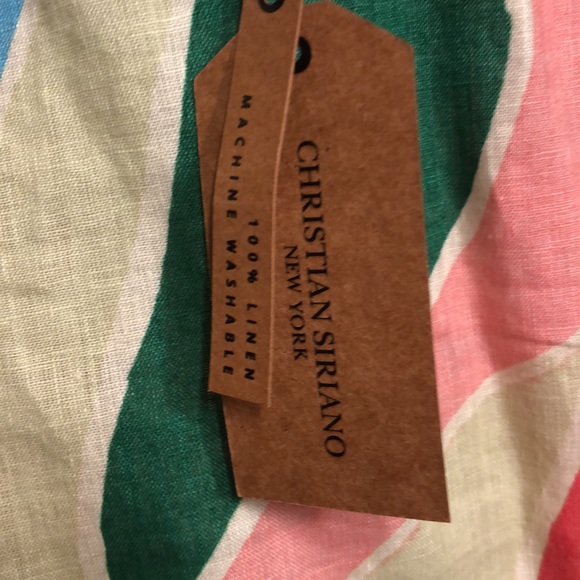 CHRISTIAN SIRIANO
NEW YORK
100% LINEN
MACHINE WASHABLE